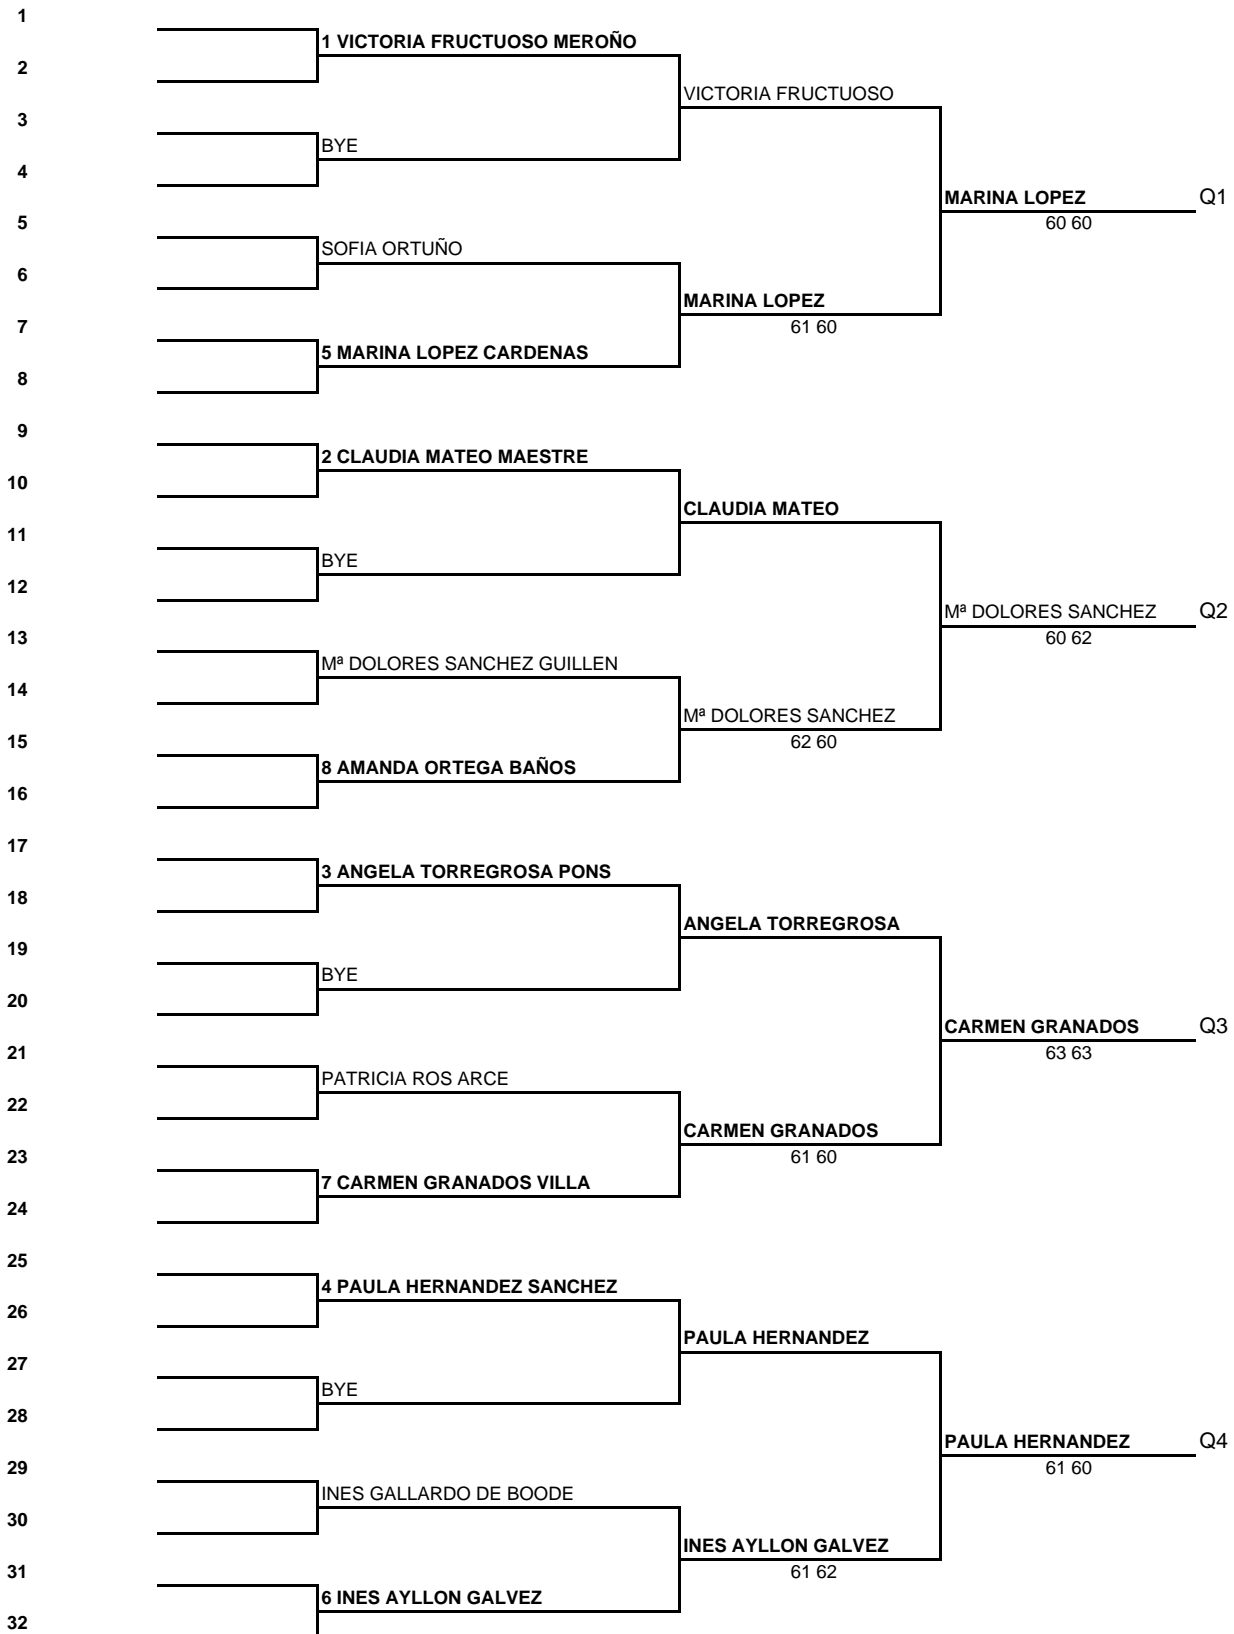 1
1 VICTORIA FRUCTUOSO MEROÑO
2
VICTORIA FRUCTUOSO
3
BYE
4
MARINA LOPEZ Q1
5
60 60
SOFIA ORTUÑO
6
MARINA LOPEZ
7
61 60
5 MARINA LOPEZ CARDENAS
8
9
2 CLAUDIA MATEO MAESTRE
10
CLAUDIA MATEO
11
BYE
12
Mª DOLORES SANCHEZ Q2
13
60 62
Mª DOLORES SANCHEZ GUILLEN
14
Mª DOLORES SANCHEZ
15
62 60
8 AMANDA ORTEGA BAÑOS
16
17
3 ANGELA TORREGROSA PONS
18
ANGELA TORREGROSA
19
BYE
20
CARMEN GRANADOS Q3
21
63 63
PATRICIA ROS ARCE
22
CARMEN GRANADOS
23
61 60
7 CARMEN GRANADOS VILLA
24
25
4 PAULA HERNANDEZ SANCHEZ
26
PAULA HERNANDEZ
27
BYE
28
PAULA HERNANDEZ Q4
29
61 60
INES GALLARDO DE BOODE
30
INES AYLLON GALVEZ
31
61 62
6 INES AYLLON GALVEZ
32